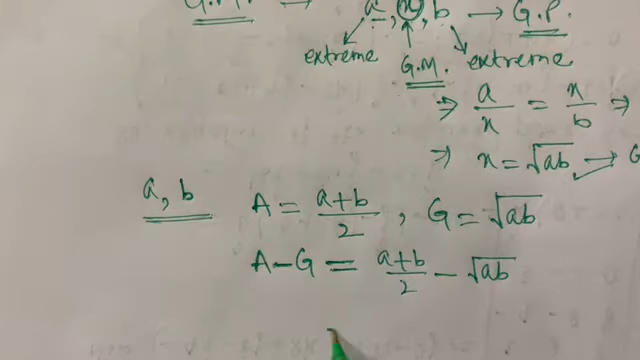 G.M. → a, x, b → G.P.
extreme G.M. extreme
⇒ a/x = x/b ⇒
⇒ x = √ab → G
a, b A = a+b/2 , G = √ab
A – G = a+b/2 – √ab